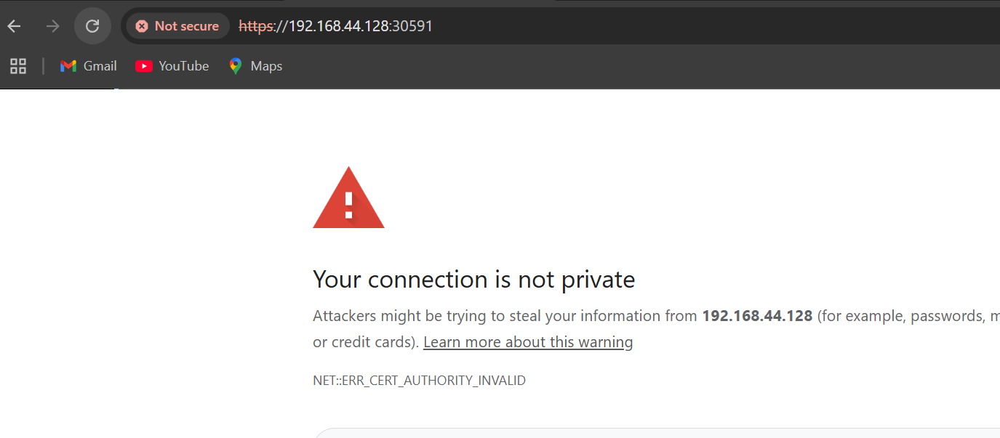 Not secure https://192.168.44.128:30591
Gmail YouTube Maps
Your connection is not private
Attackers might be trying to steal your information from 192.168.44.128 (for example, passwords,
or credit cards). Learn more about this warning
NET::ERR_CERT_AUTHORITY_INVALID